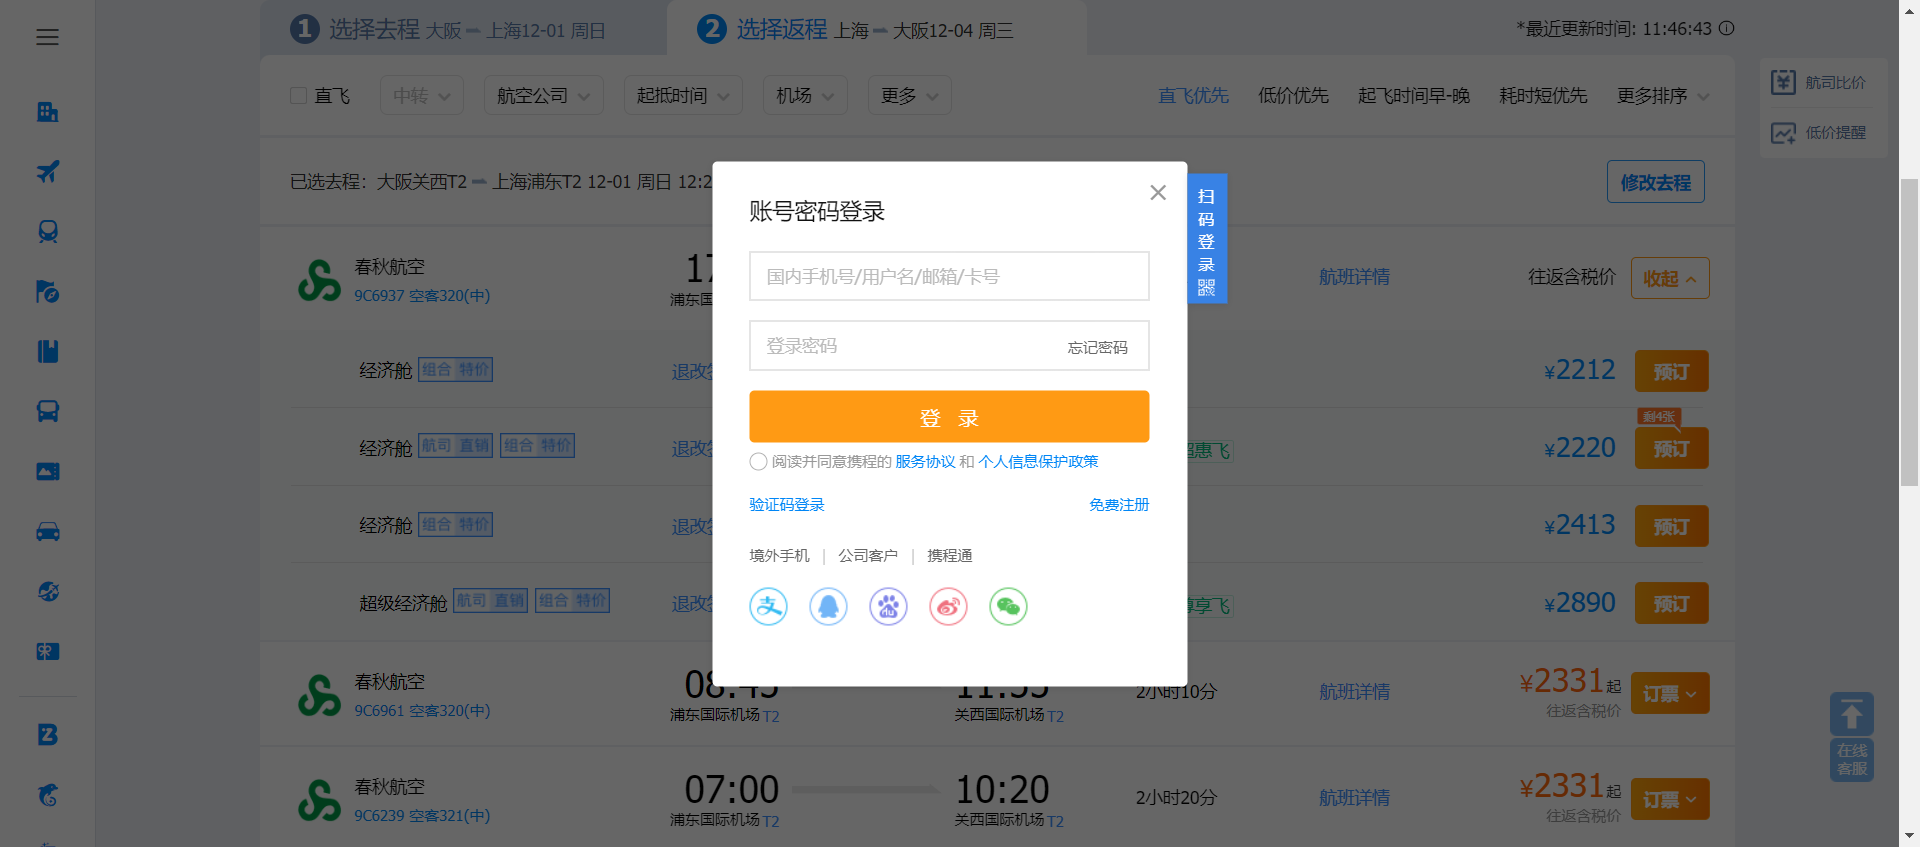 1 选择去程 大阪 上海12-01 周日
2 选择返程 上海 大阪12-04 周三
*最近更新时间: 11:46:43
直飞 中转 航空公司 起抵时间 机场 更多 直飞优先 低价优先 起飞时间早-晚 耗时短优先 更多排序
航司比价
低价提醒
已选去程: 大阪关西T2 上海浦东T2 12-01 周日
修改去程
账号密码登录
扫码登录
国内手机号/用户名/邮箱/卡号
登录密码 忘记密码
登 录
阅读并同意携程的 服务协议 和 个人信息保护政策
验证码登录 免费注册
境外手机 | 公司客户 | 携程通
春秋航空
9C6937 空客320(中)
航班详情 往返含税价 收起
经济舱 组合 特价 退改 ¥2212 预订
剩4张
经济舱 航司 直销 组合 特价 退改 惠飞 ¥2220 预订
经济舱 组合 特价 退改 ¥2413 预订
超级经济舱 航司 直销 组合 特价 退改 享飞 ¥2890 预订
春秋航空
9C6961 空客320(中)
08:45
浦东国际机场 T2
11:55
关西国际机场 T2
2小时10分 航班详情 ¥2331起
往返含税价
订票
春秋航空
9C6239 空客321(中)
07:00
浦东国际机场 T2
10:20
关西国际机场 T2
2小时20分 航班详情 ¥2331起
往返含税价
订票
在线
客服